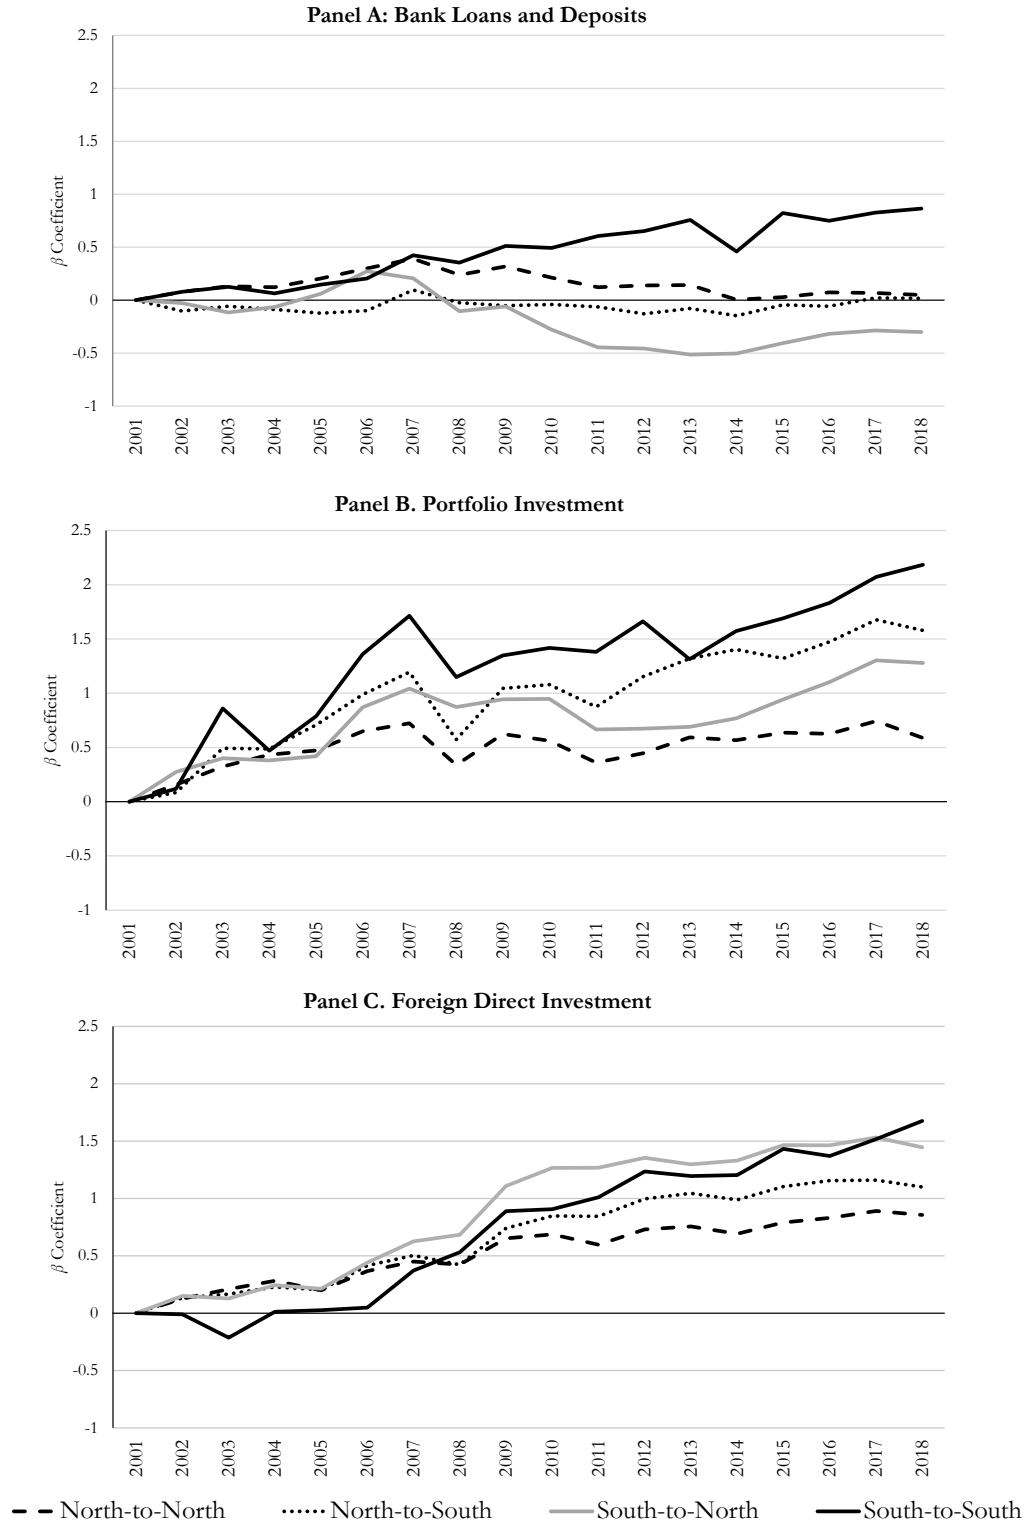 Panel A: Bank Loans and Deposits
2.5
2
1.5
1
0.5
0
-0.5
-1
β Coefficient
2001 2002 2003 2004 2005 2006 2007 2008 2009 2010 2011 2012 2013 2014 2015 2016 2017 2018
Panel B. Portfolio Investment
2.5
2
1.5
1
0.5
0
-0.5
-1
β Coefficient
2001 2002 2003 2004 2005 2006 2007 2008 2009 2010 2011 2012 2013 2014 2015 2016 2017 2018
Panel C. Foreign Direct Investment
2.5
2
1.5
1
0.5
0
-0.5
-1
β Coefficient
2001 2002 2003 2004 2005 2006 2007 2008 2009 2010 2011 2012 2013 2014 2015 2016 2017 2018
North-to-North North-to-South South-to-North South-to-South